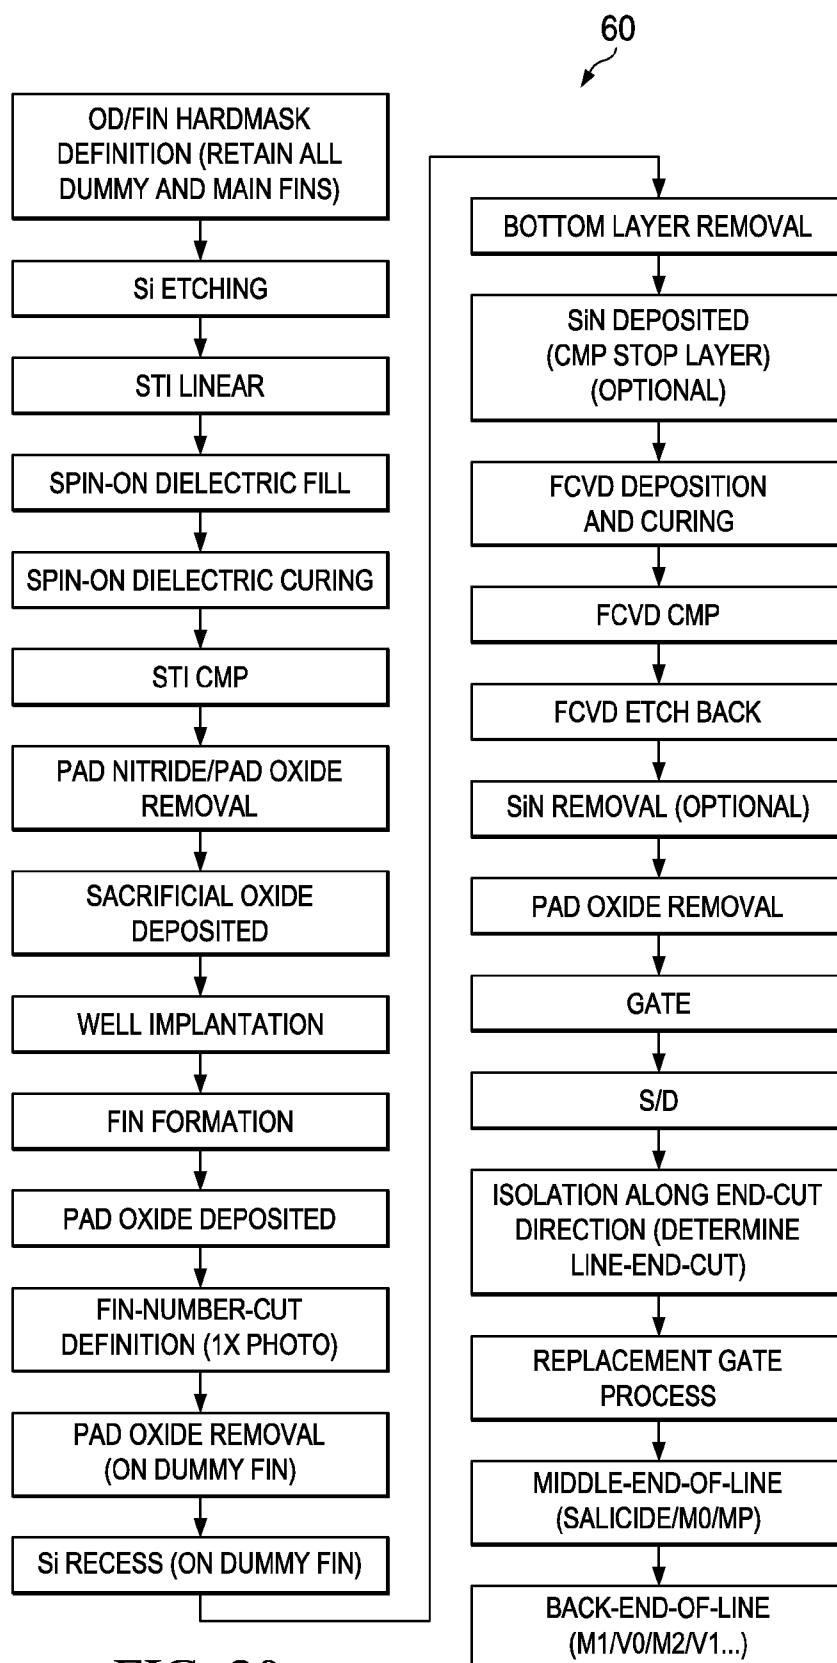 60
OD/FIN HARDMASK
DEFINITION (RETAIN ALL
DUMMY AND MAIN FINS)
Si ETCHING
STI LINEAR
SPIN-ON DIELECTRIC FILL
SPIN-ON DIELECTRIC CURING
STI CMP
PAD NITRIDE/PAD OXIDE
REMOVAL
SACRIFICIAL OXIDE
DEPOSITED
WELL IMPLANTATION
FIN FORMATION
PAD OXIDE DEPOSITED
FIN-NUMBER-CUT
DEFINITION (1X PHOTO)
PAD OXIDE REMOVAL
(ON DUMMY FIN)
Si RECESS (ON DUMMY FIN)
BOTTOM LAYER REMOVAL
SiN DEPOSITED
(CMP STOP LAYER)
(OPTIONAL)
FCVD DEPOSITION
AND CURING
FCVD CMP
FCVD ETCH BACK
SiN REMOVAL (OPTIONAL)
PAD OXIDE REMOVAL
GATE
S/D
ISOLATION ALONG END-CUT
DIRECTION (DETERMINE
LINE-END-CUT)
REPLACEMENT GATE
PROCESS
MIDDLE-END-OF-LINE
(SALICIDE/M0/MP)
BACK-END-OF-LINE
(M1/V0/M2/V1...)